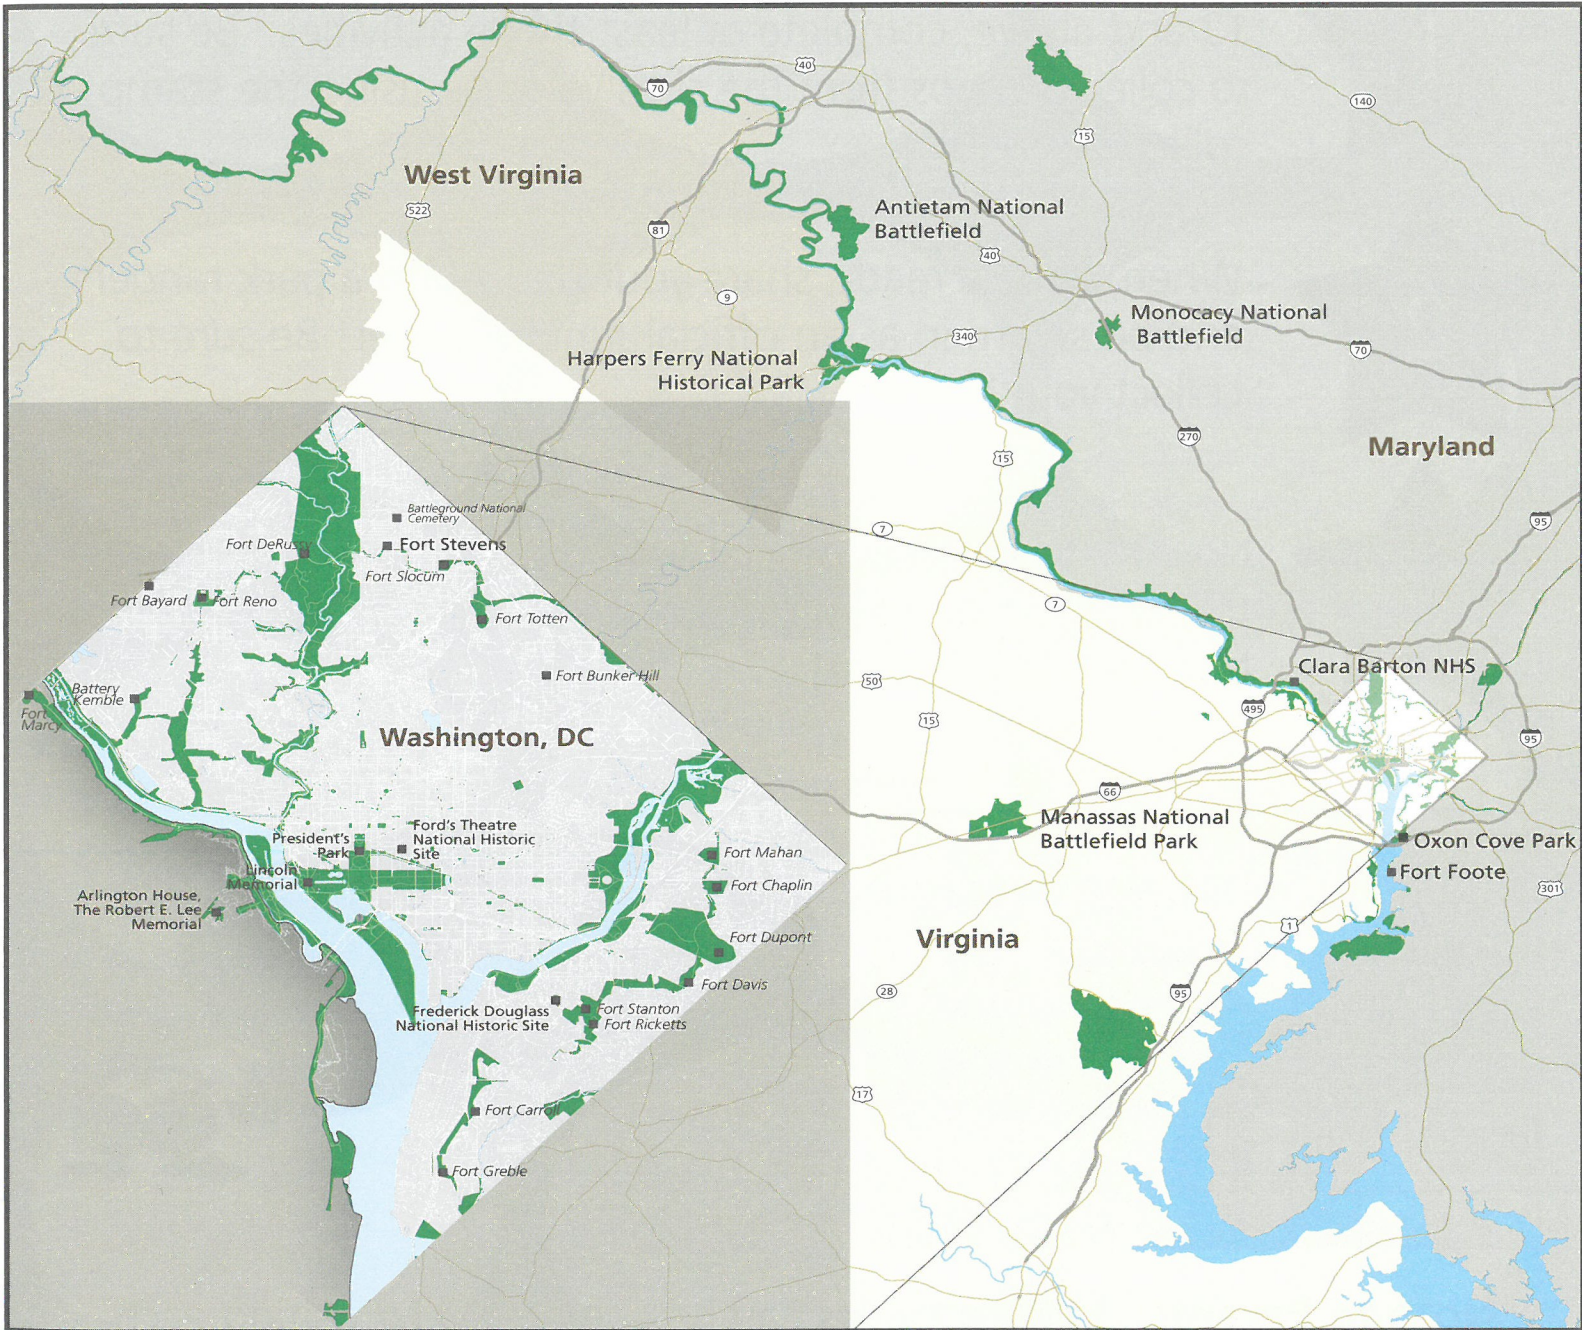 40
70
140
15
West Virginia
522
Antietam National
Battlefield
81
40
9
Monocacy National
Battlefield
340
70
Harpers Ferry National
Historical Park
270
Maryland
15
95
Battleground National
Cemetery
7
Fort DeRussy
Fort Stevens
Fort Slocum
Fort Bayard
Fort Reno
7
Fort Totten
Clara Barton NHS
Fort Bunker Hill
50
Battery
Kemble
Fort
Marcy
495
15
Washington, DC
95
66
Manassas National
Battlefield Park
President's
Park
Ford's Theatre
National Historic
Site
Oxon Cove Park
Fort Mahan
Lincoln
Memorial
Fort Foote
Fort Chaplin
301
Arlington House,
The Robert E. Lee
Memorial
1
Fort Dupont
Virginia
Fort Davis
28
95
Frederick Douglass
National Historic Site
Fort Stanton
Fort Ricketts
17
Fort Carroll
Fort Greble